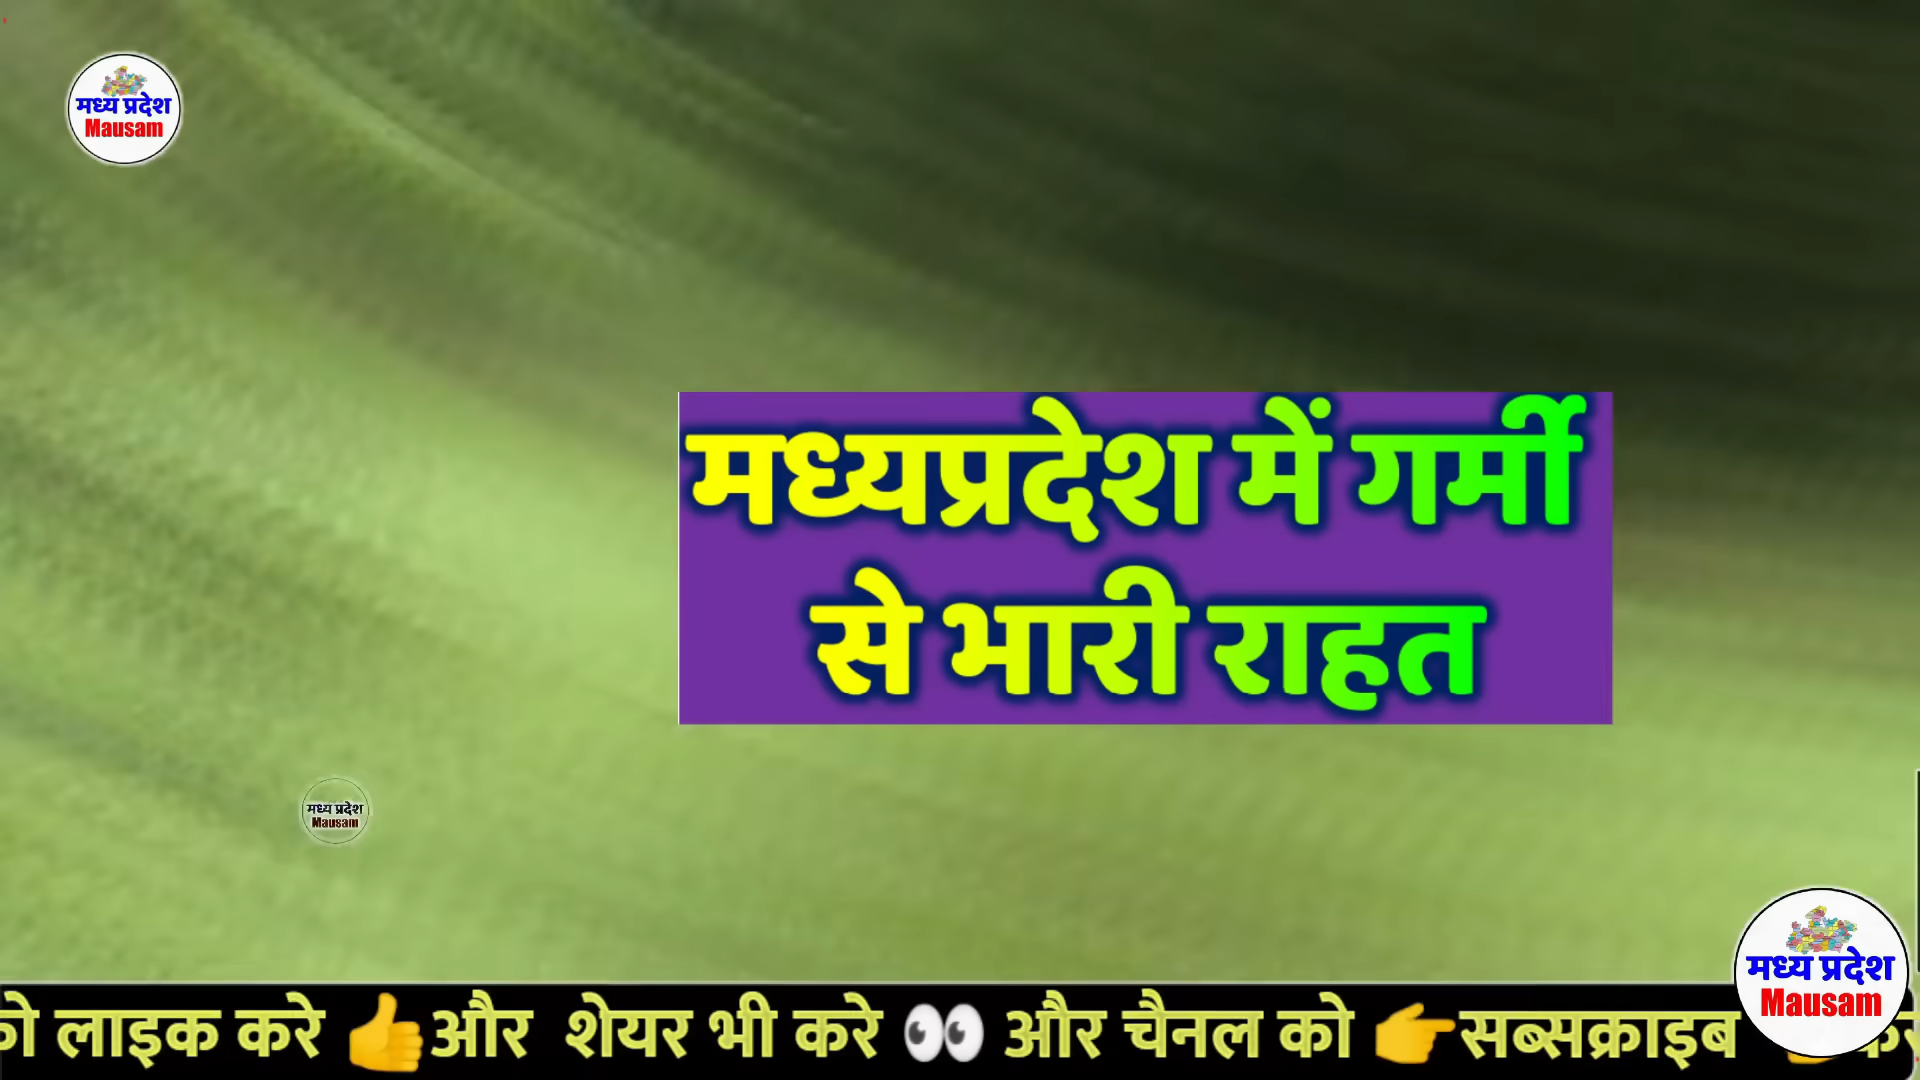 मध्य प्रदेश
Mausam
मध्यप्रदेश में गर्मी
से भारी राहत
मध्य प्रदेश
Mausam
मध्य प्रदेश
Mausam
लाइक करे 👍और शेयर भी करे 👀 और चैनल को 👉सब्सक्राइब